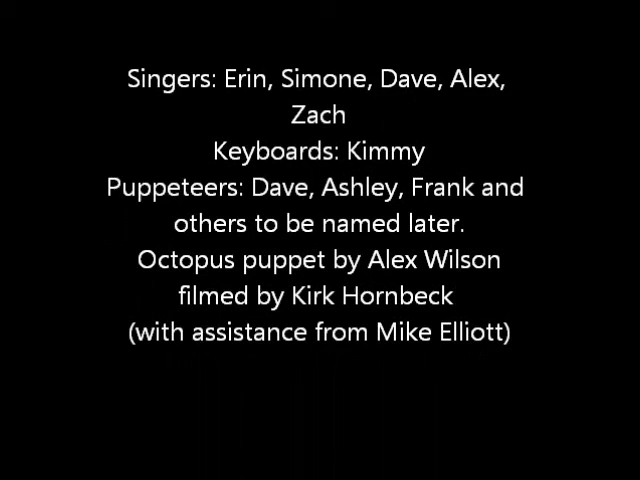 Singers: Erin, Simone, Dave, Alex,
Zach
Keyboards: Kimmy
Puppeteers: Dave, Ashley, Frank and
others to be named later.
Octopus puppet by Alex Wilson
filmed by Kirk Hornbeck
(with assistance from Mike Elliott)